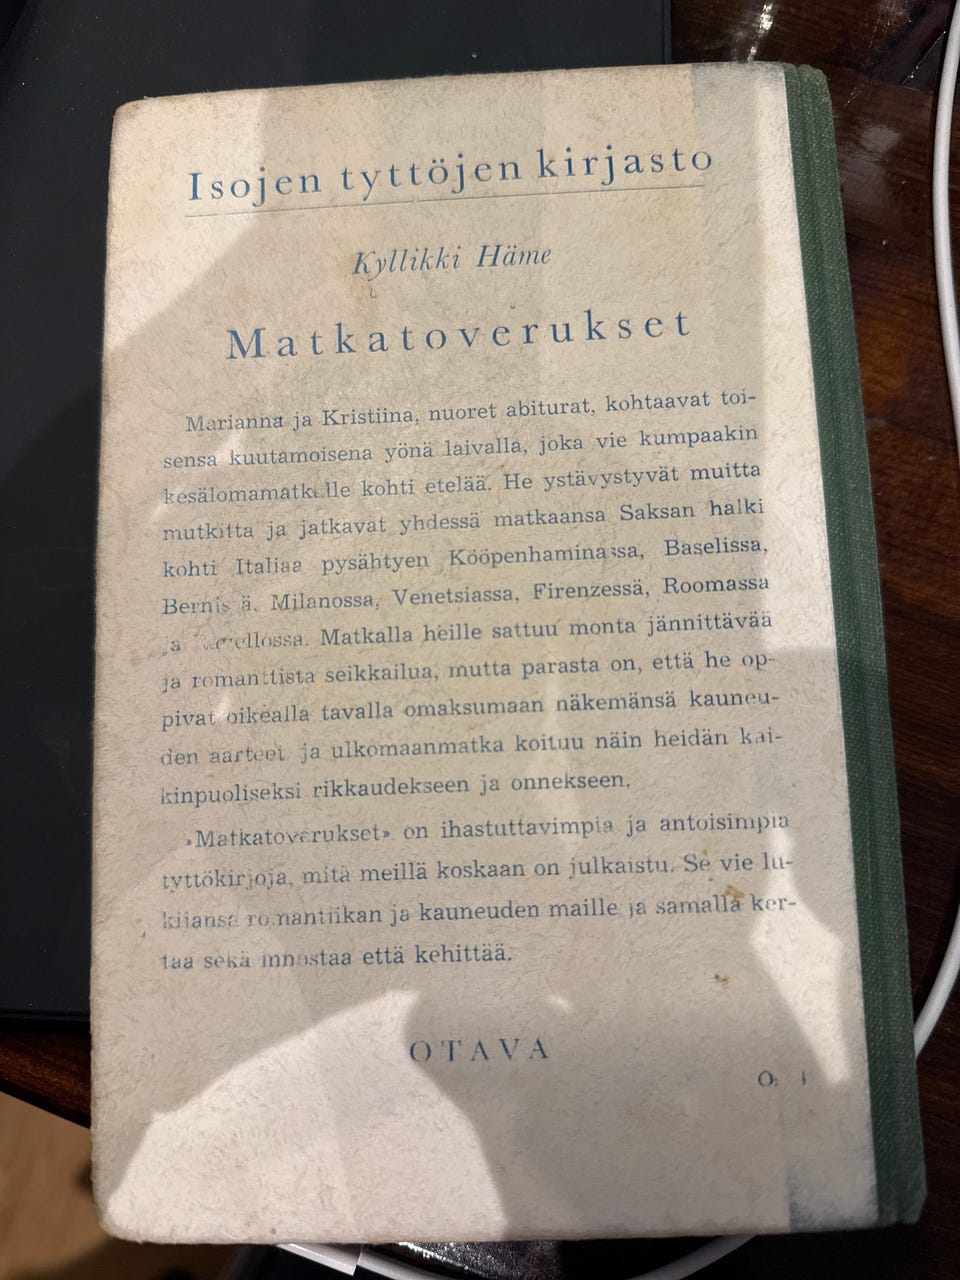 Isojen tyttöjen kirjasto
Kyllikki Häme
Matkatoverukset
Marianna ja Kristiina, nuoret abiturat, kohtaavat toi-
sensa kuutamoisena yönä laivalla, joka vie kumpaakin
kesälomamatkalle kohti etelää. He ystävystyvät muitta
mutkitta ja jatkavat yhdessä matkaansa Saksan halki
kohti Italiaa pysähtyen Kööpenhaminassa, Baselissa,
Bernissä, Milanossa, Venetsiassa, Firenzessä, Roomassa
ja Matkalla heille sattuu monta jännittävää
ja romanttista seikkailua, mutta parasta on, että he op-
pivat oikealla tavalla omaksumaan näkemänsä kauneu-
den aarteet ja ulkomaanmatka koituu näin heidän kai-
kinpuoliseksi rikkaudekseen ja onnekseen.
»Matkatoverukset» on ihastuttavimpia ja antoisimpia
tyttökirjoja, mitä meillä koskaan on julkaistu. Se vie lu-
kijansa romantiikan ja kauneuden maille ja samalla ker-
taa sekä innostaa että kehittää.
OTAVA